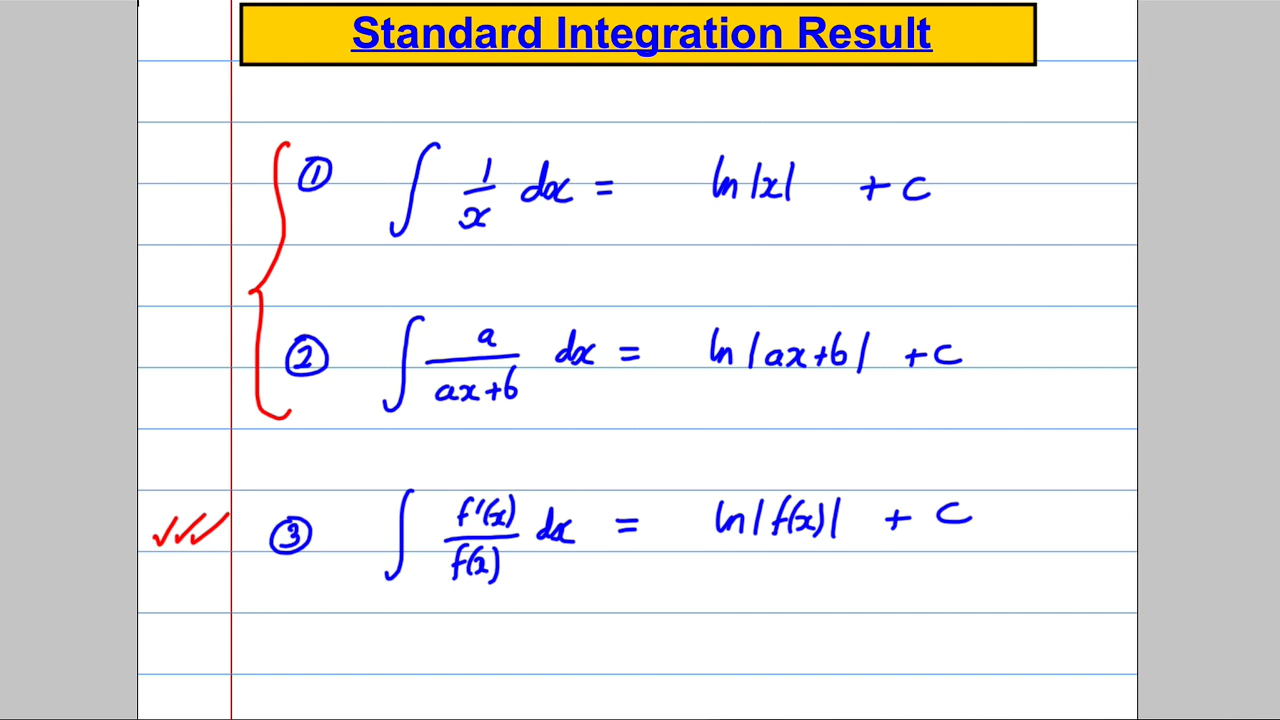 Standard Integration Result
① ∫ 1/x dx = ln|x| + c
② ∫ a/(ax+b) dx = ln|ax+b| + c
③ ∫ f'(x)/f(x) dx = ln|f(x)| + c